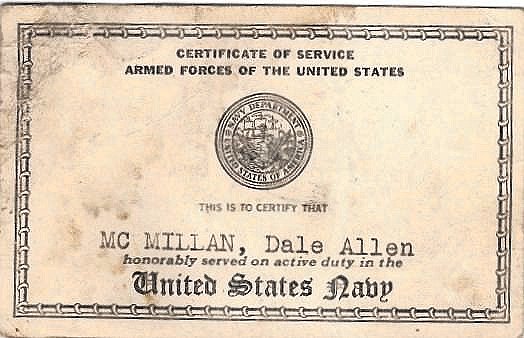 CERTIFICATE OF SERVICE
ARMED FORCES OF THE UNITED STATES
NAVY DEPARTMENT
UNITED STATES OF AMERICA
THIS IS TO CERTIFY THAT
MC MILLAN, Dale Allen
honorably served on active duty in the
United States Navy